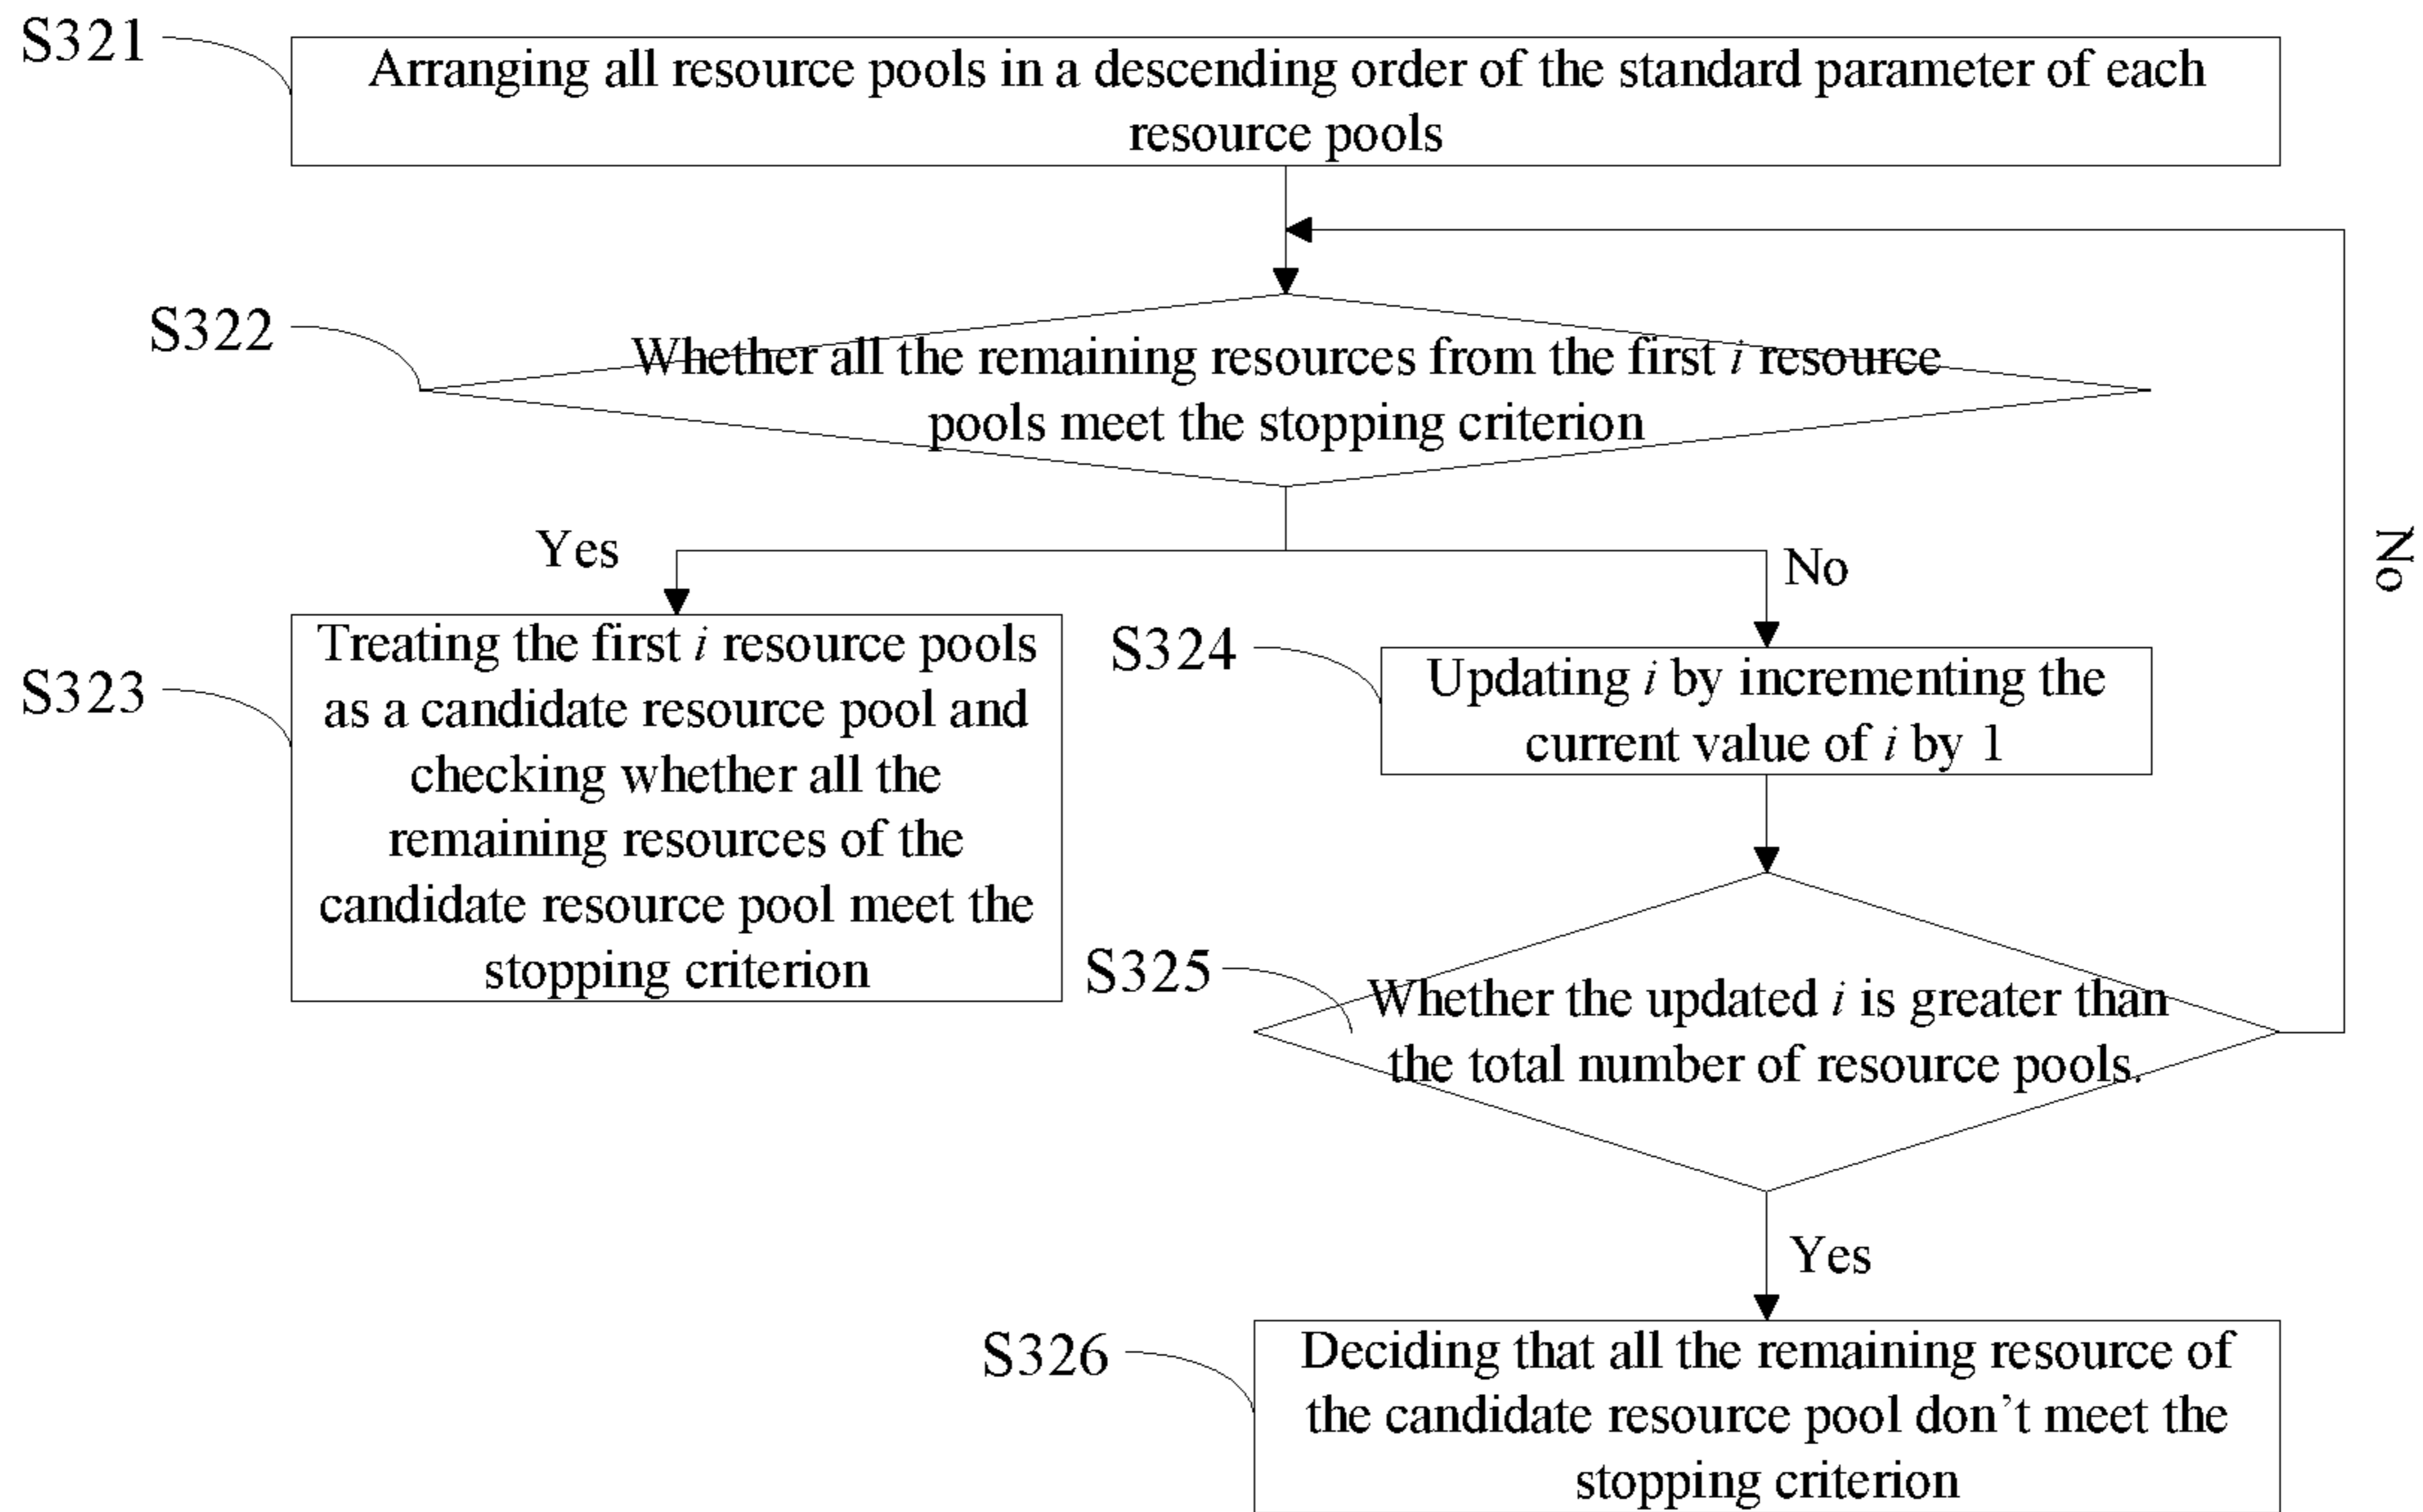 S321
Arranging all resource pools in a descending order of the standard parameter of each
resource pools
S322
Whether all the remaining resources from the first i resource
pools meet the stopping criterion
Yes
No
No
S323
Treating the first i resource pools
as a candidate resource pool and
checking whether all the
remaining resources of the
candidate resource pool meet the
stopping criterion
S324
Updating i by incrementing the
current value of i by 1
S325
Whether the updated i is greater than
the total number of resource pools.
Yes
S326
Deciding that all the remaining resource of
the candidate resource pool don’t meet the
stopping criterion